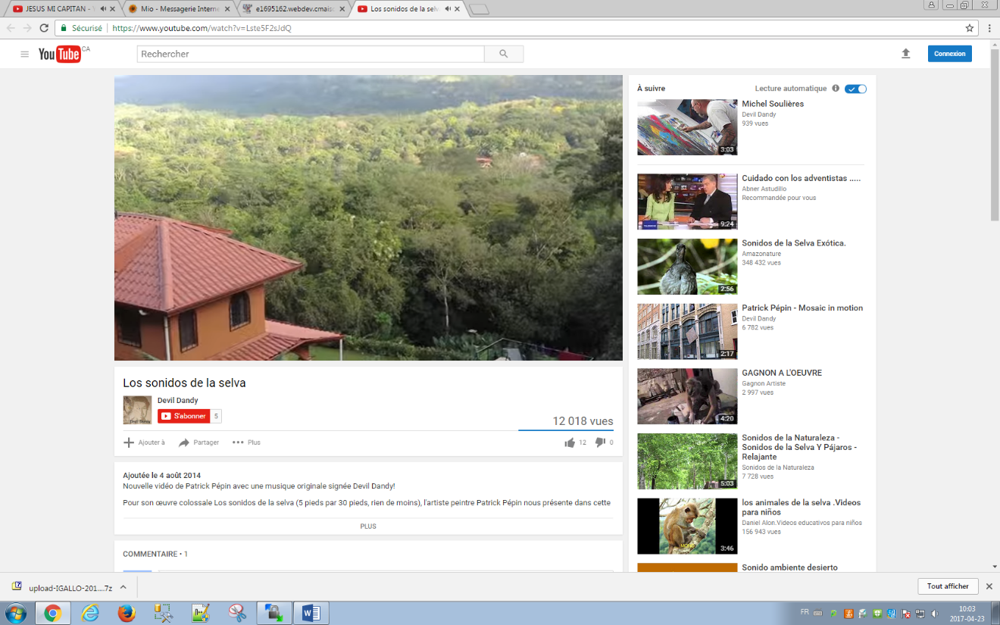 JESUS MI CAPITAN -
Mio - Messagerie Interne
e1695162.webdev.cmaiso
Los sonidos de la selv
Sécurisé
https://www.youtube.com/watch?v=Lste5F2sJdQ
YouTube CA
Rechercher
Connexion
À suivre
Lecture automatique
Michel Soulières
Devil Dandy
939 vues
3:03
Cuidado con los adventistas .....
Abner Astudillo
Recommandée pour vous
9:24
Sonidos de la Selva Exótica.
Amazonature
348 432 vues
2:56
Patrick Pépin - Mosaic in motion
Devil Dandy
6 782 vues
2:17
GAGNON A L'OEUVRE
Gagnon Artiste
2 997 vues
4:20
Sonidos de la Naturaleza -
Sonidos de la Selva Y Pájaros -
Relajante
Sonidos de la Naturaleza
7 728 vues
5:03
los animales de la selva .Videos
para niños
Daniel Alon.Videos educativos para niños
156 943 vues
3:46
Sonido ambiente desierto
Los sonidos de la selva
Devil Dandy
Devil Dandy
S'abonner 5
12 018 vues
Ajouter à Partager Plus
12 0
Ajoutée le 4 août 2014
Nouvelle vidéo de Patrick Pépin avec une musique originale signée Devil Dandy!
Pour son œuvre colossale Los sonidos de la selva (5 pieds par 30 pieds, rien de moins), l'artiste peintre Patrick Pépin nous présente dans cette
PLUS
COMMENTAIRE • 1
upload-IGALLO-201....7z
Tout afficher
FR
10:03
2017-04-23